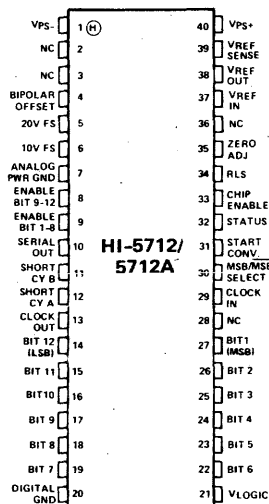 VPS-
1
H
NC
2
NC
3
BIPOLAR
OFFSET
4
20V FS
5
10V FS
6
ANALOG
PWR GND
7
ENABLE
BIT 9-12
8
ENABLE
BIT 1-8
9
SERIAL
OUT
10
SHORT
CY B
11
SHORT
CY A
12
CLOCK
OUT
13
BIT 12
(LSB)
14
BIT 11
15
BIT10
16
BIT 9
17
BIT 8
18
BIT 7
19
DIGITAL
GND
20
HI-5712/
5712A
40
VPS+
39
VREF
SENSE
38
VREF
OUT
37
VREF
IN
36
NC
35
ZERO
ADJ
34
RLS
33
CHIP
ENABLE
32
STATUS
31
START
CONV.
30
MSB/MSB
SELECT
29
CLOCK
IN
28
NC
27
BIT1
(MSB)
26
BIT 2
25
BIT 3
24
BIT 4
23
BIT 5
22
BIT 6
21
VLOGIC